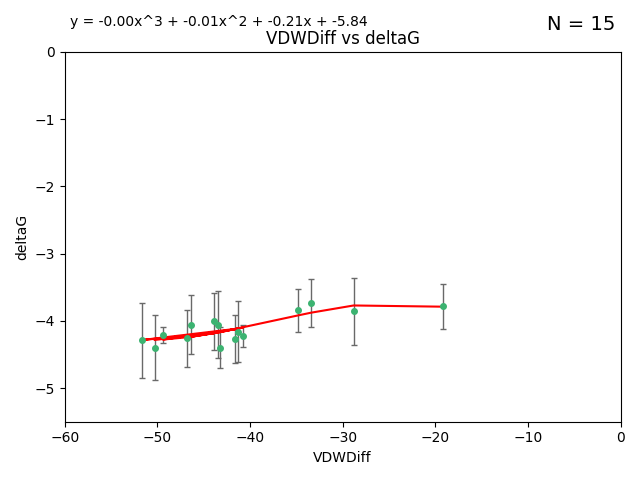 y = -0.00x^3 + -0.01x^2 + -0.21x + -5.84
N = 15
VDWDiff vs deltaG
0
−1
−2
−3
−4
−5
deltaG
−60 −50 −40 −30 −20 −10 0
VDWDiff